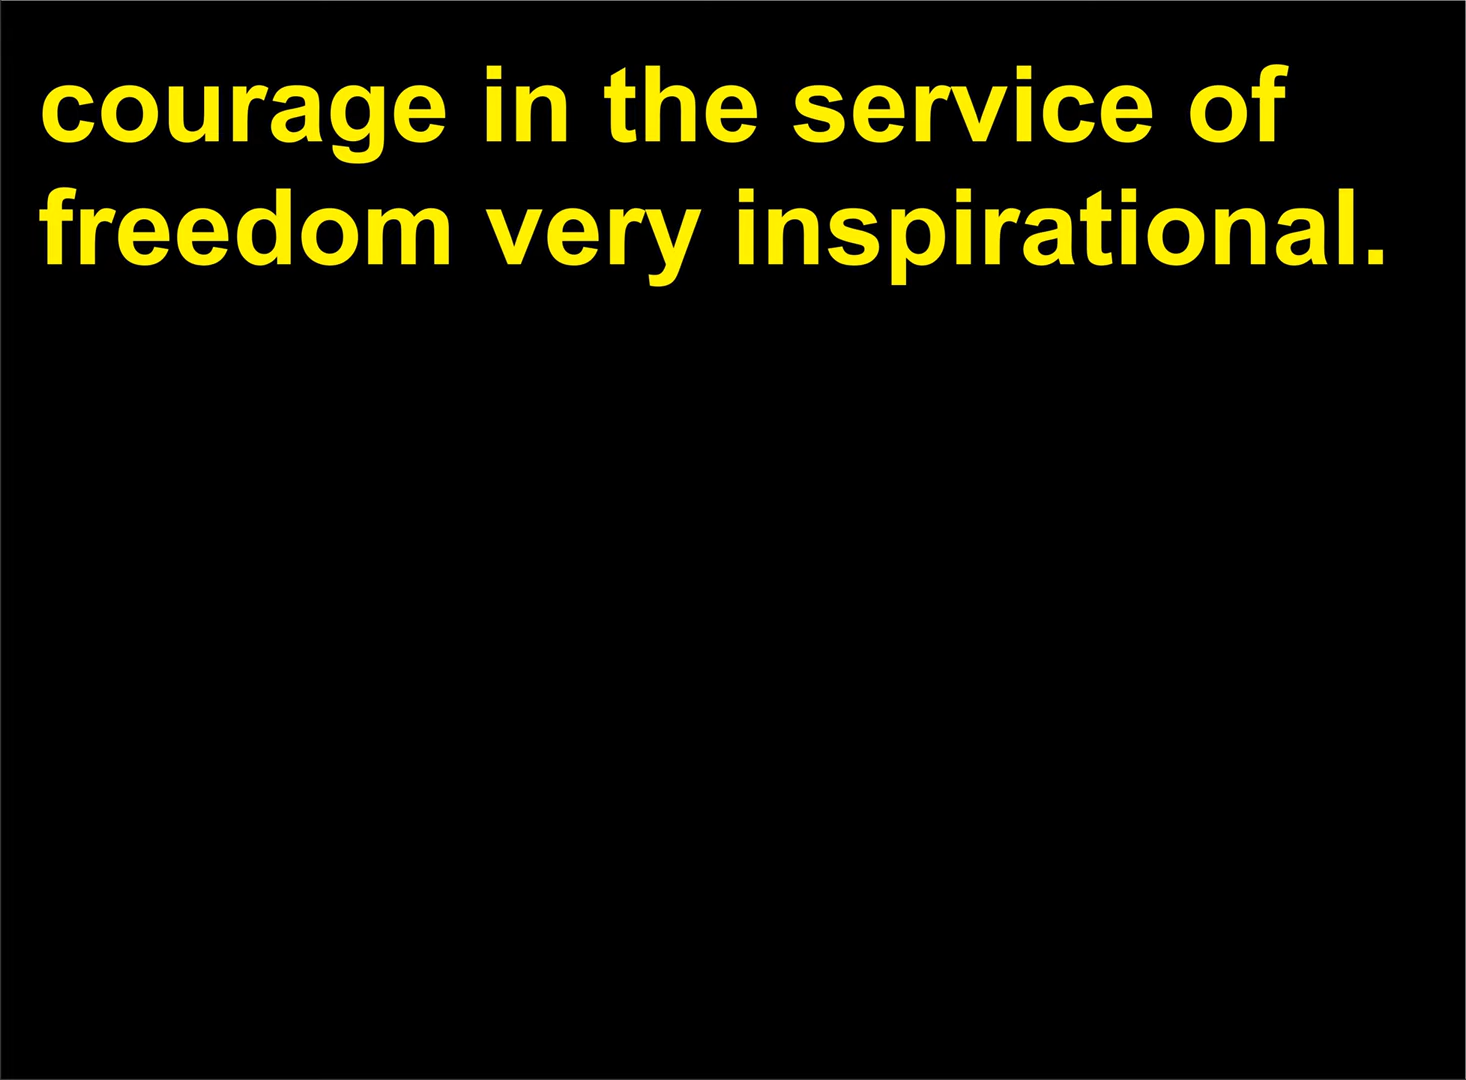 courage in the service of
freedom very inspirational.